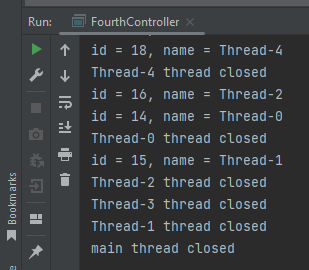 Run: FourthController
id = 18, name = Thread-4
Thread-4 thread closed
id = 16, name = Thread-2
id = 14, name = Thread-0
Thread-0 thread closed
id = 15, name = Thread-1
Thread-2 thread closed
Thread-3 thread closed
Thread-1 thread closed
main thread closed
Bookmarks